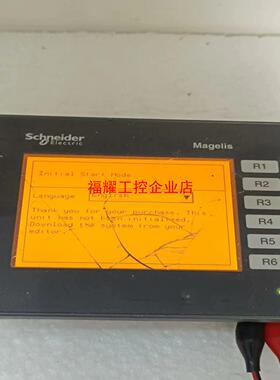 Schneider
Electric
Magelis
Initial Start Mode
福耀工控企业店
Language English
Thank you for your purchase. This
unit has not been initialized.
Download the system from your
editor.
R1
R2
R3
R4
R5
R6